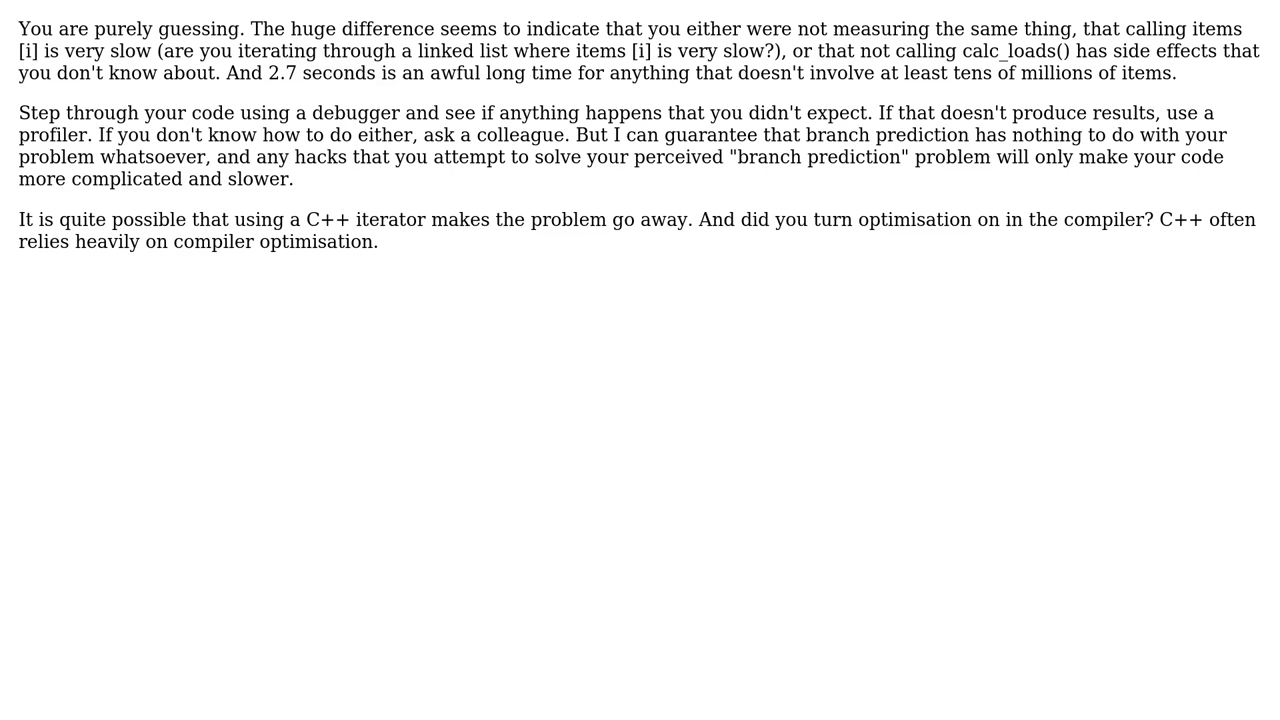 You are purely guessing. The huge difference seems to indicate that you either were not measuring the same thing, that calling items
[i] is very slow (are you iterating through a linked list where items [i] is very slow?), or that not calling calc_loads() has side effects that
you don't know about. And 2.7 seconds is an awful long time for anything that doesn't involve at least tens of millions of items.
Step through your code using a debugger and see if anything happens that you didn't expect. If that doesn't produce results, use a
profiler. If you don't know how to do either, ask a colleague. But I can guarantee that branch prediction has nothing to do with your
problem whatsoever, and any hacks that you attempt to solve your perceived "branch prediction" problem will only make your code
more complicated and slower.
It is quite possible that using a C++ iterator makes the problem go away. And did you turn optimisation on in the compiler? C++ often
relies heavily on compiler optimisation.